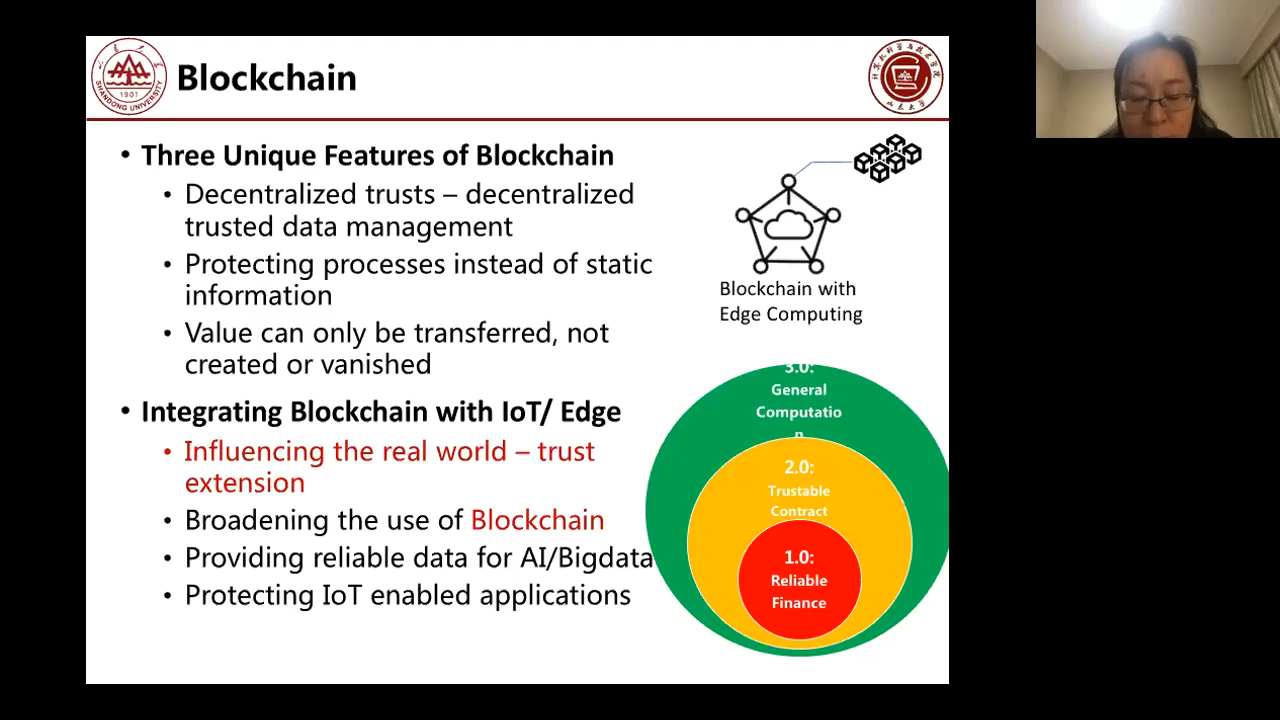 Blockchain
SHANDONG UNIVERSITY
1901
• Three Unique Features of Blockchain
• Decentralized trusts – decentralized
trusted data management
• Protecting processes instead of static
information
• Value can only be transferred, not
created or vanished
• Integrating Blockchain with IoT/ Edge
• Influencing the real world – trust
extension
• Broadening the use of Blockchain
• Providing reliable data for AI/Bigdata
• Protecting IoT enabled applications
Blockchain with
Edge Computing
3.0:
General
Computatio
n
2.0:
Trustable
Contract
1.0:
Reliable
Finance